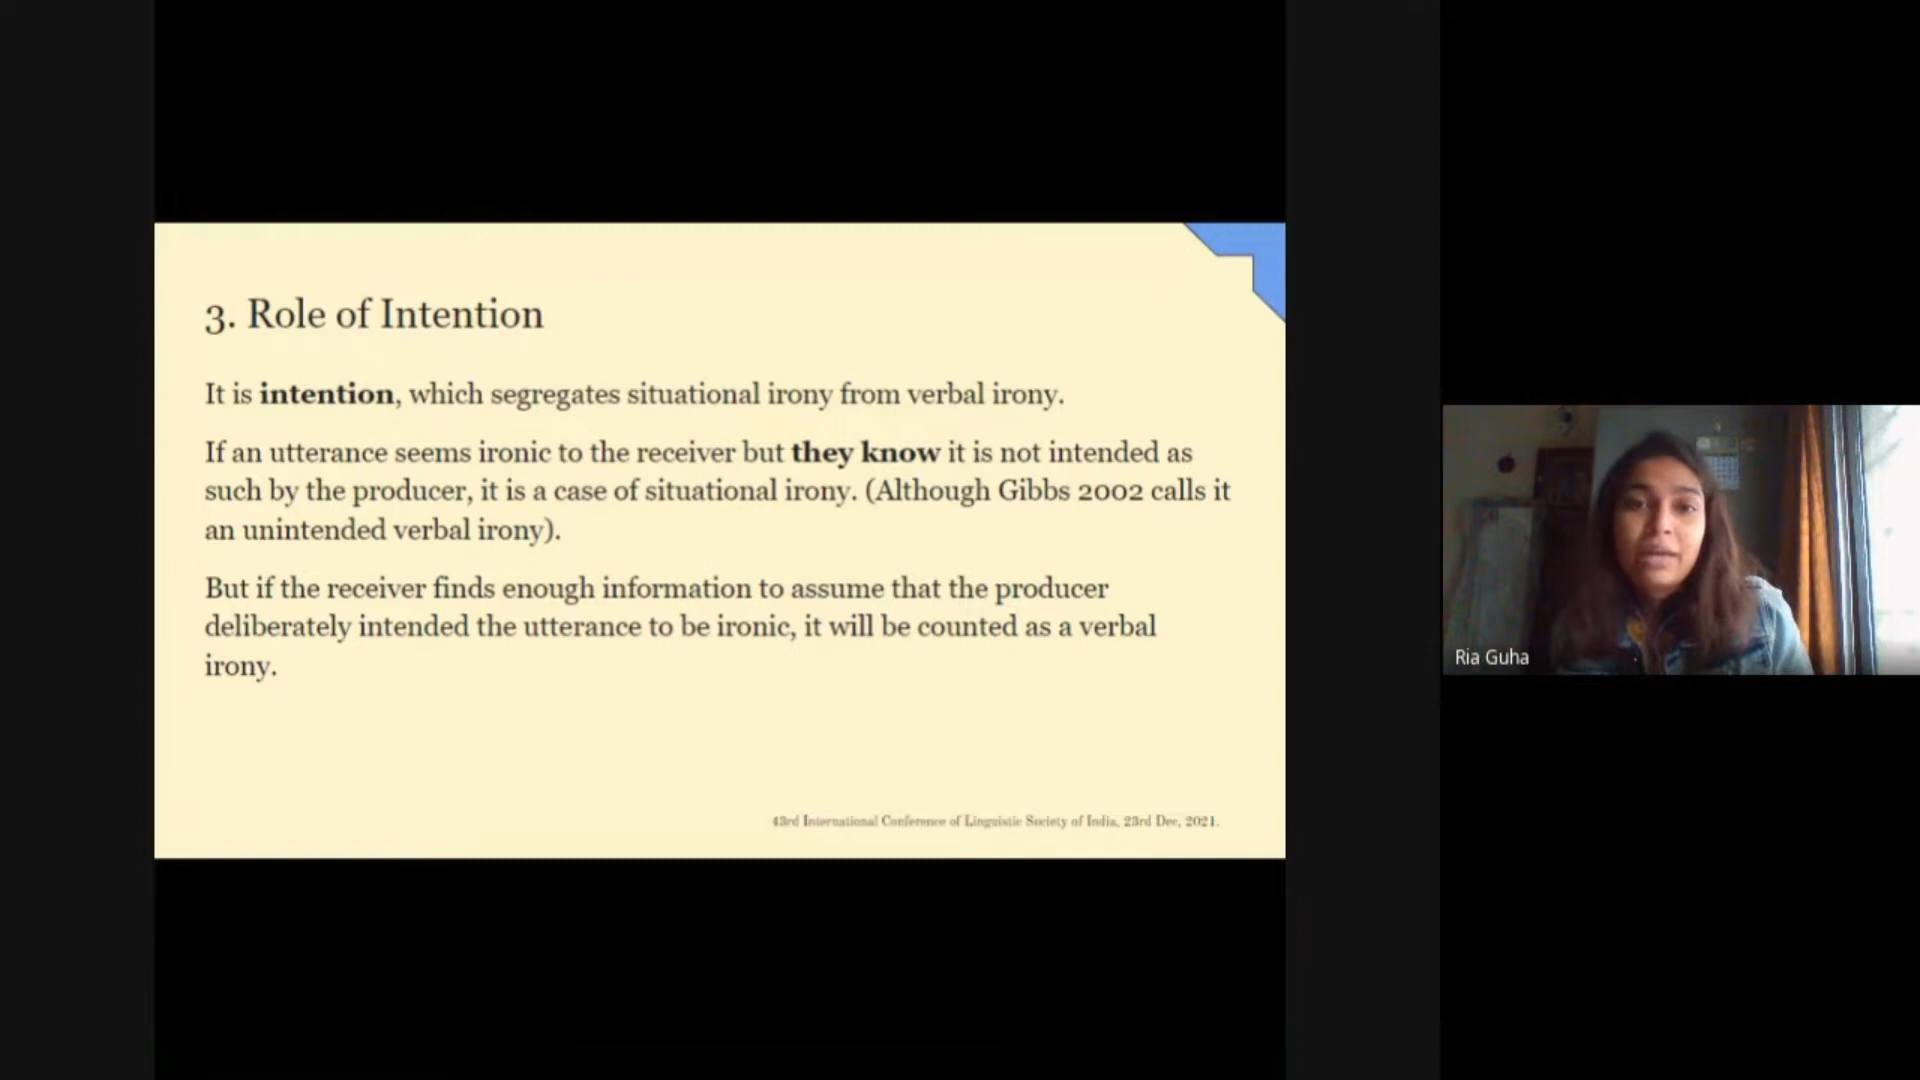 3. Role of Intention
It is intention, which segregates situational irony from verbal irony.
If an utterance seems ironic to the receiver but they know it is not intended as
such by the producer, it is a case of situational irony. (Although Gibbs 2002 calls it
an unintended verbal irony).
But if the receiver finds enough information to assume that the producer
deliberately intended the utterance to be ironic, it will be counted as a verbal
irony.
43rd International Conference of Linguistic Society of India, 23rd Dec, 2021.
Ria Guha